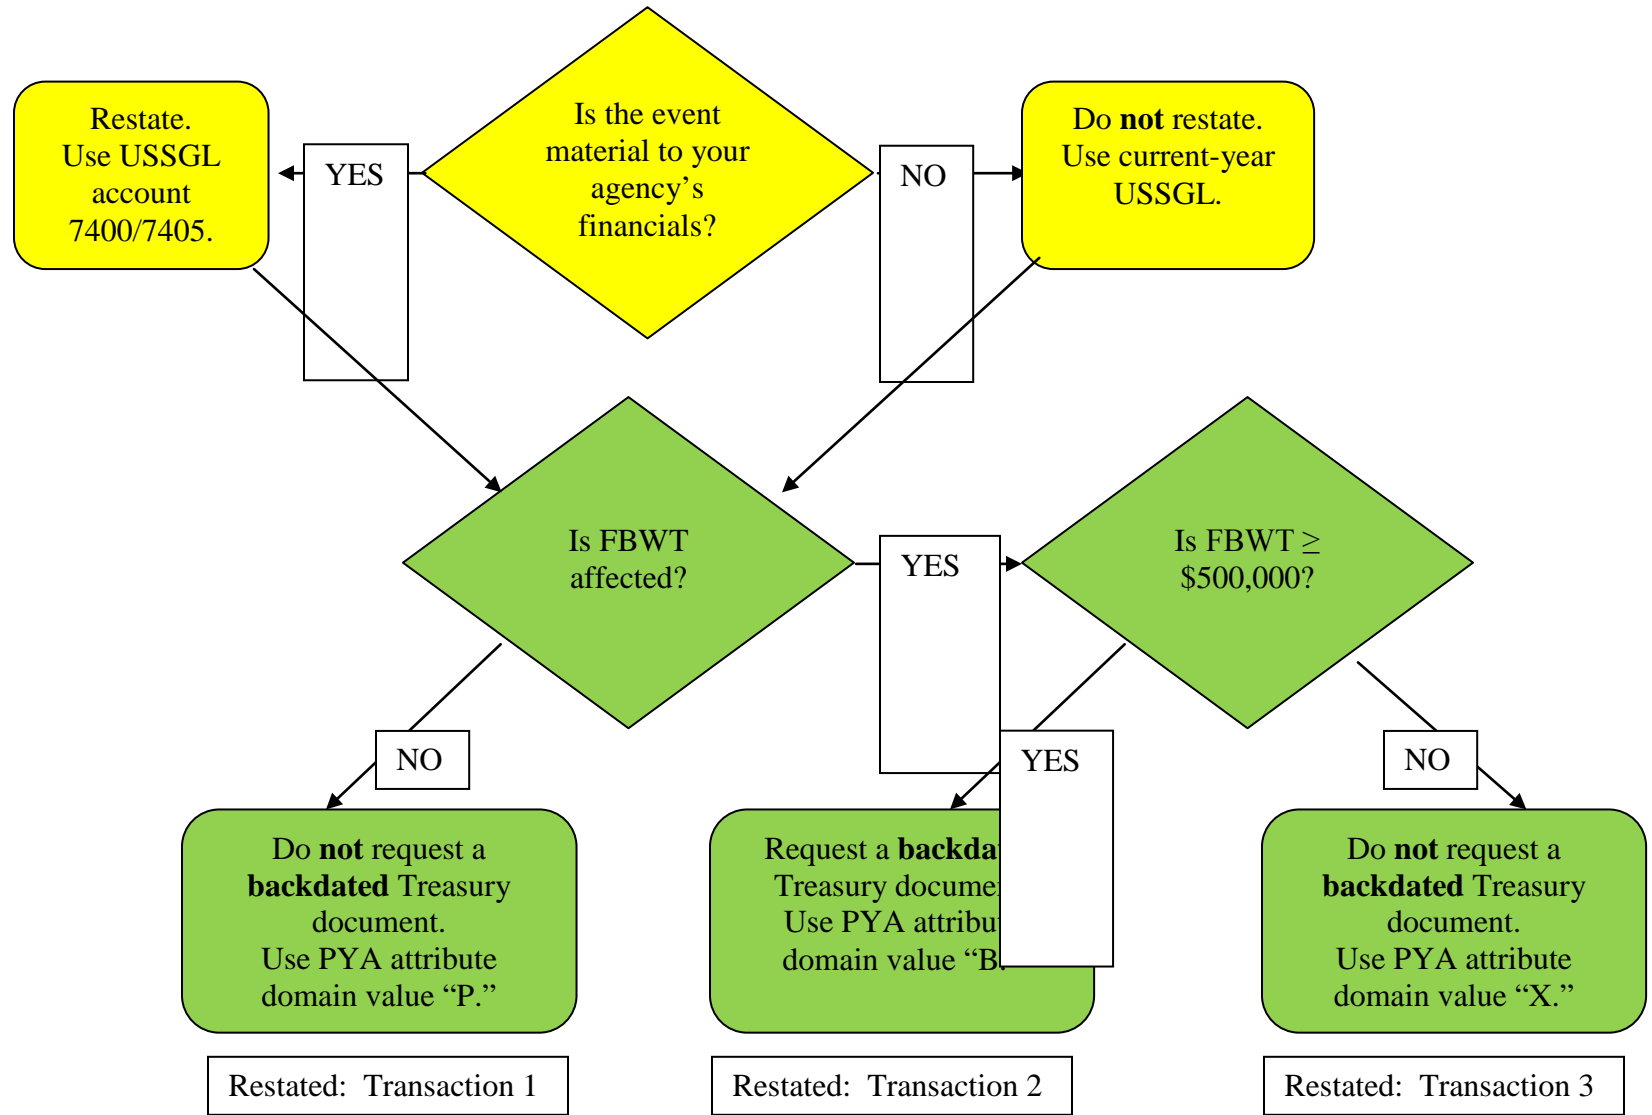 Restate.
Use USSGL
account
7400/7405.
YES
Is the event
material to your
agency’s
financials?
NO
Do not restate.
Use current-year
USSGL.
Is FBWT
affected?
YES
Is FBWT ≥
$500,000?
NO
YES
NO
Do not request a
backdated Treasury
document.
Use PYA attribute
domain value “P.”
Request a
Treasury
Use PYA
domain value “B.
Do not request a
backdated Treasury
document.
Use PYA attribute
domain value “X.”
Restated: Transaction 1
Restated: Transaction 2
Restated: Transaction 3